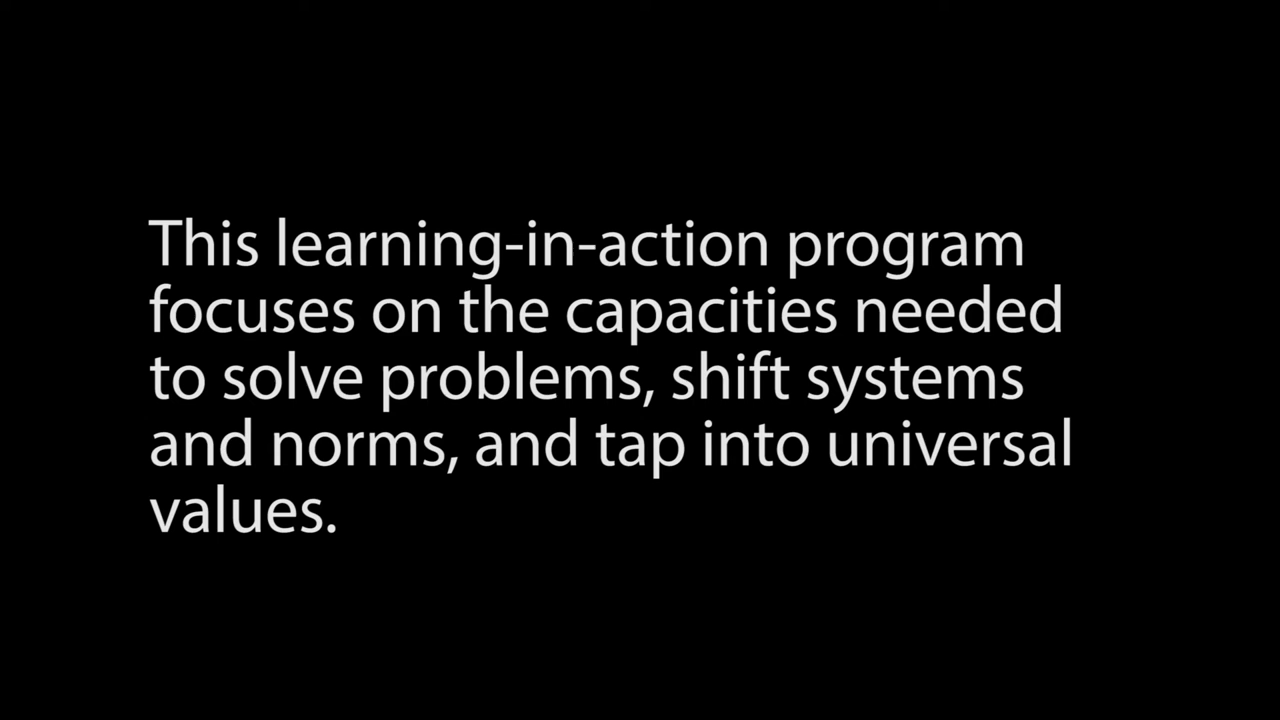 This learning-in-action program
focuses on the capacities needed
to solve problems, shift systems
and norms, and tap into universal
values.